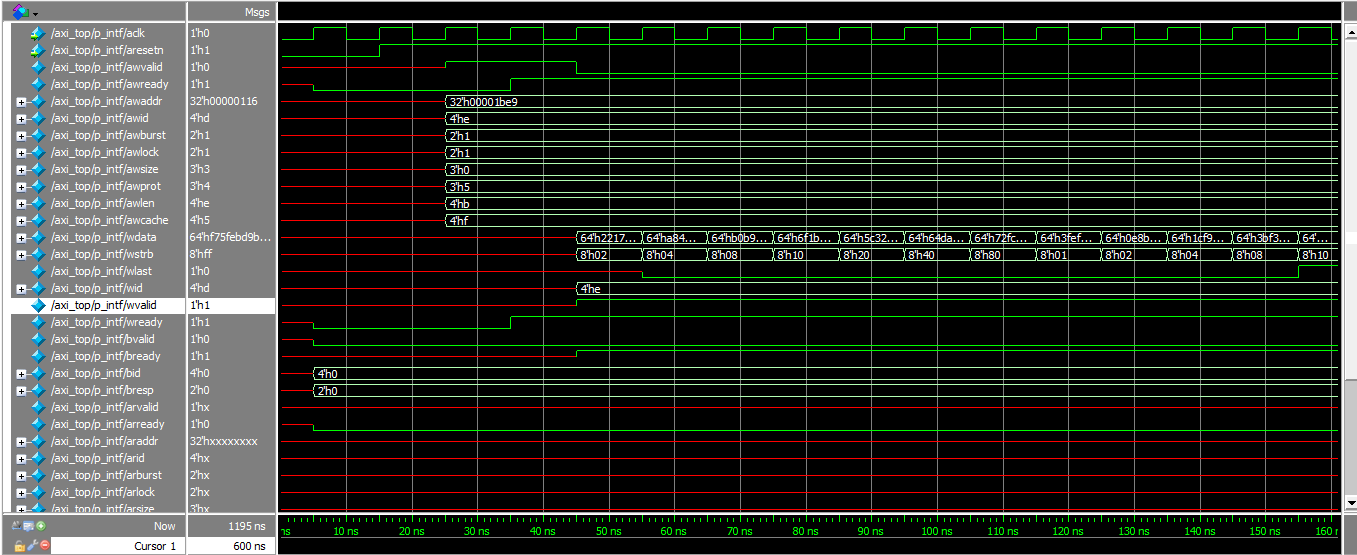 Msgs
/axi_top/p_intf/aclk 1'h0
/axi_top/p_intf/aresetn 1'h1
/axi_top/p_intf/awvalid 1'h0
/axi_top/p_intf/awready 1'h1
/axi_top/p_intf/awaddr 32'h00000116 32'h00001be9
/axi_top/p_intf/awid 4'hd 4'he
/axi_top/p_intf/awburst 2'h1 2'h1
/axi_top/p_intf/awlock 2'h1 2'h1
/axi_top/p_intf/awsize 3'h3 3'h0
/axi_top/p_intf/awprot 3'h4 3'h5
/axi_top/p_intf/awlen 4'he 4'hb
/axi_top/p_intf/awcache 4'h5 4'hf
/axi_top/p_intf/wdata 64'hf75febd9b... 64'h2217... 64'ha84... 64'hb0b9... 64'h6f1b... 64'h5c32... 64'h64da... 64'h72fc... 64'h3fef... 64'h0e8b... 64'h1cf9... 64'h3bf3... 64'...
/axi_top/p_intf/wstrb 8'hff 8'h02 8'h04 8'h08 8'h10 8'h20 8'h40 8'h80 8'h01 8'h02 8'h04 8'h08 8'h10
/axi_top/p_intf/wlast 1'h0
/axi_top/p_intf/wid 4'hd 4'he
/axi_top/p_intf/wvalid 1'h1
/axi_top/p_intf/wready 1'h1
/axi_top/p_intf/bvalid 1'h0
/axi_top/p_intf/bready 1'h1
/axi_top/p_intf/bid 4'h0 4'h0
/axi_top/p_intf/bresp 2'h0 2'h0
/axi_top/p_intf/arvalid 1'hx
/axi_top/p_intf/arready 1'h0
/axi_top/p_intf/araddr 32'hxxxxxxxx
/axi_top/p_intf/arid 4'hx
/axi_top/p_intf/arburst 2'hx
/axi_top/p_intf/arlock 2'hx
/axi_top/p_intf/arsize 3'hx
Now 1195 ns ns 10 ns 20 ns 30 ns 40 ns 50 ns 60 ns 70 ns 80 ns 90 ns 100 ns 110 ns 120 ns 130 ns 140 ns 150 ns 160
Cursor 1 600 ns